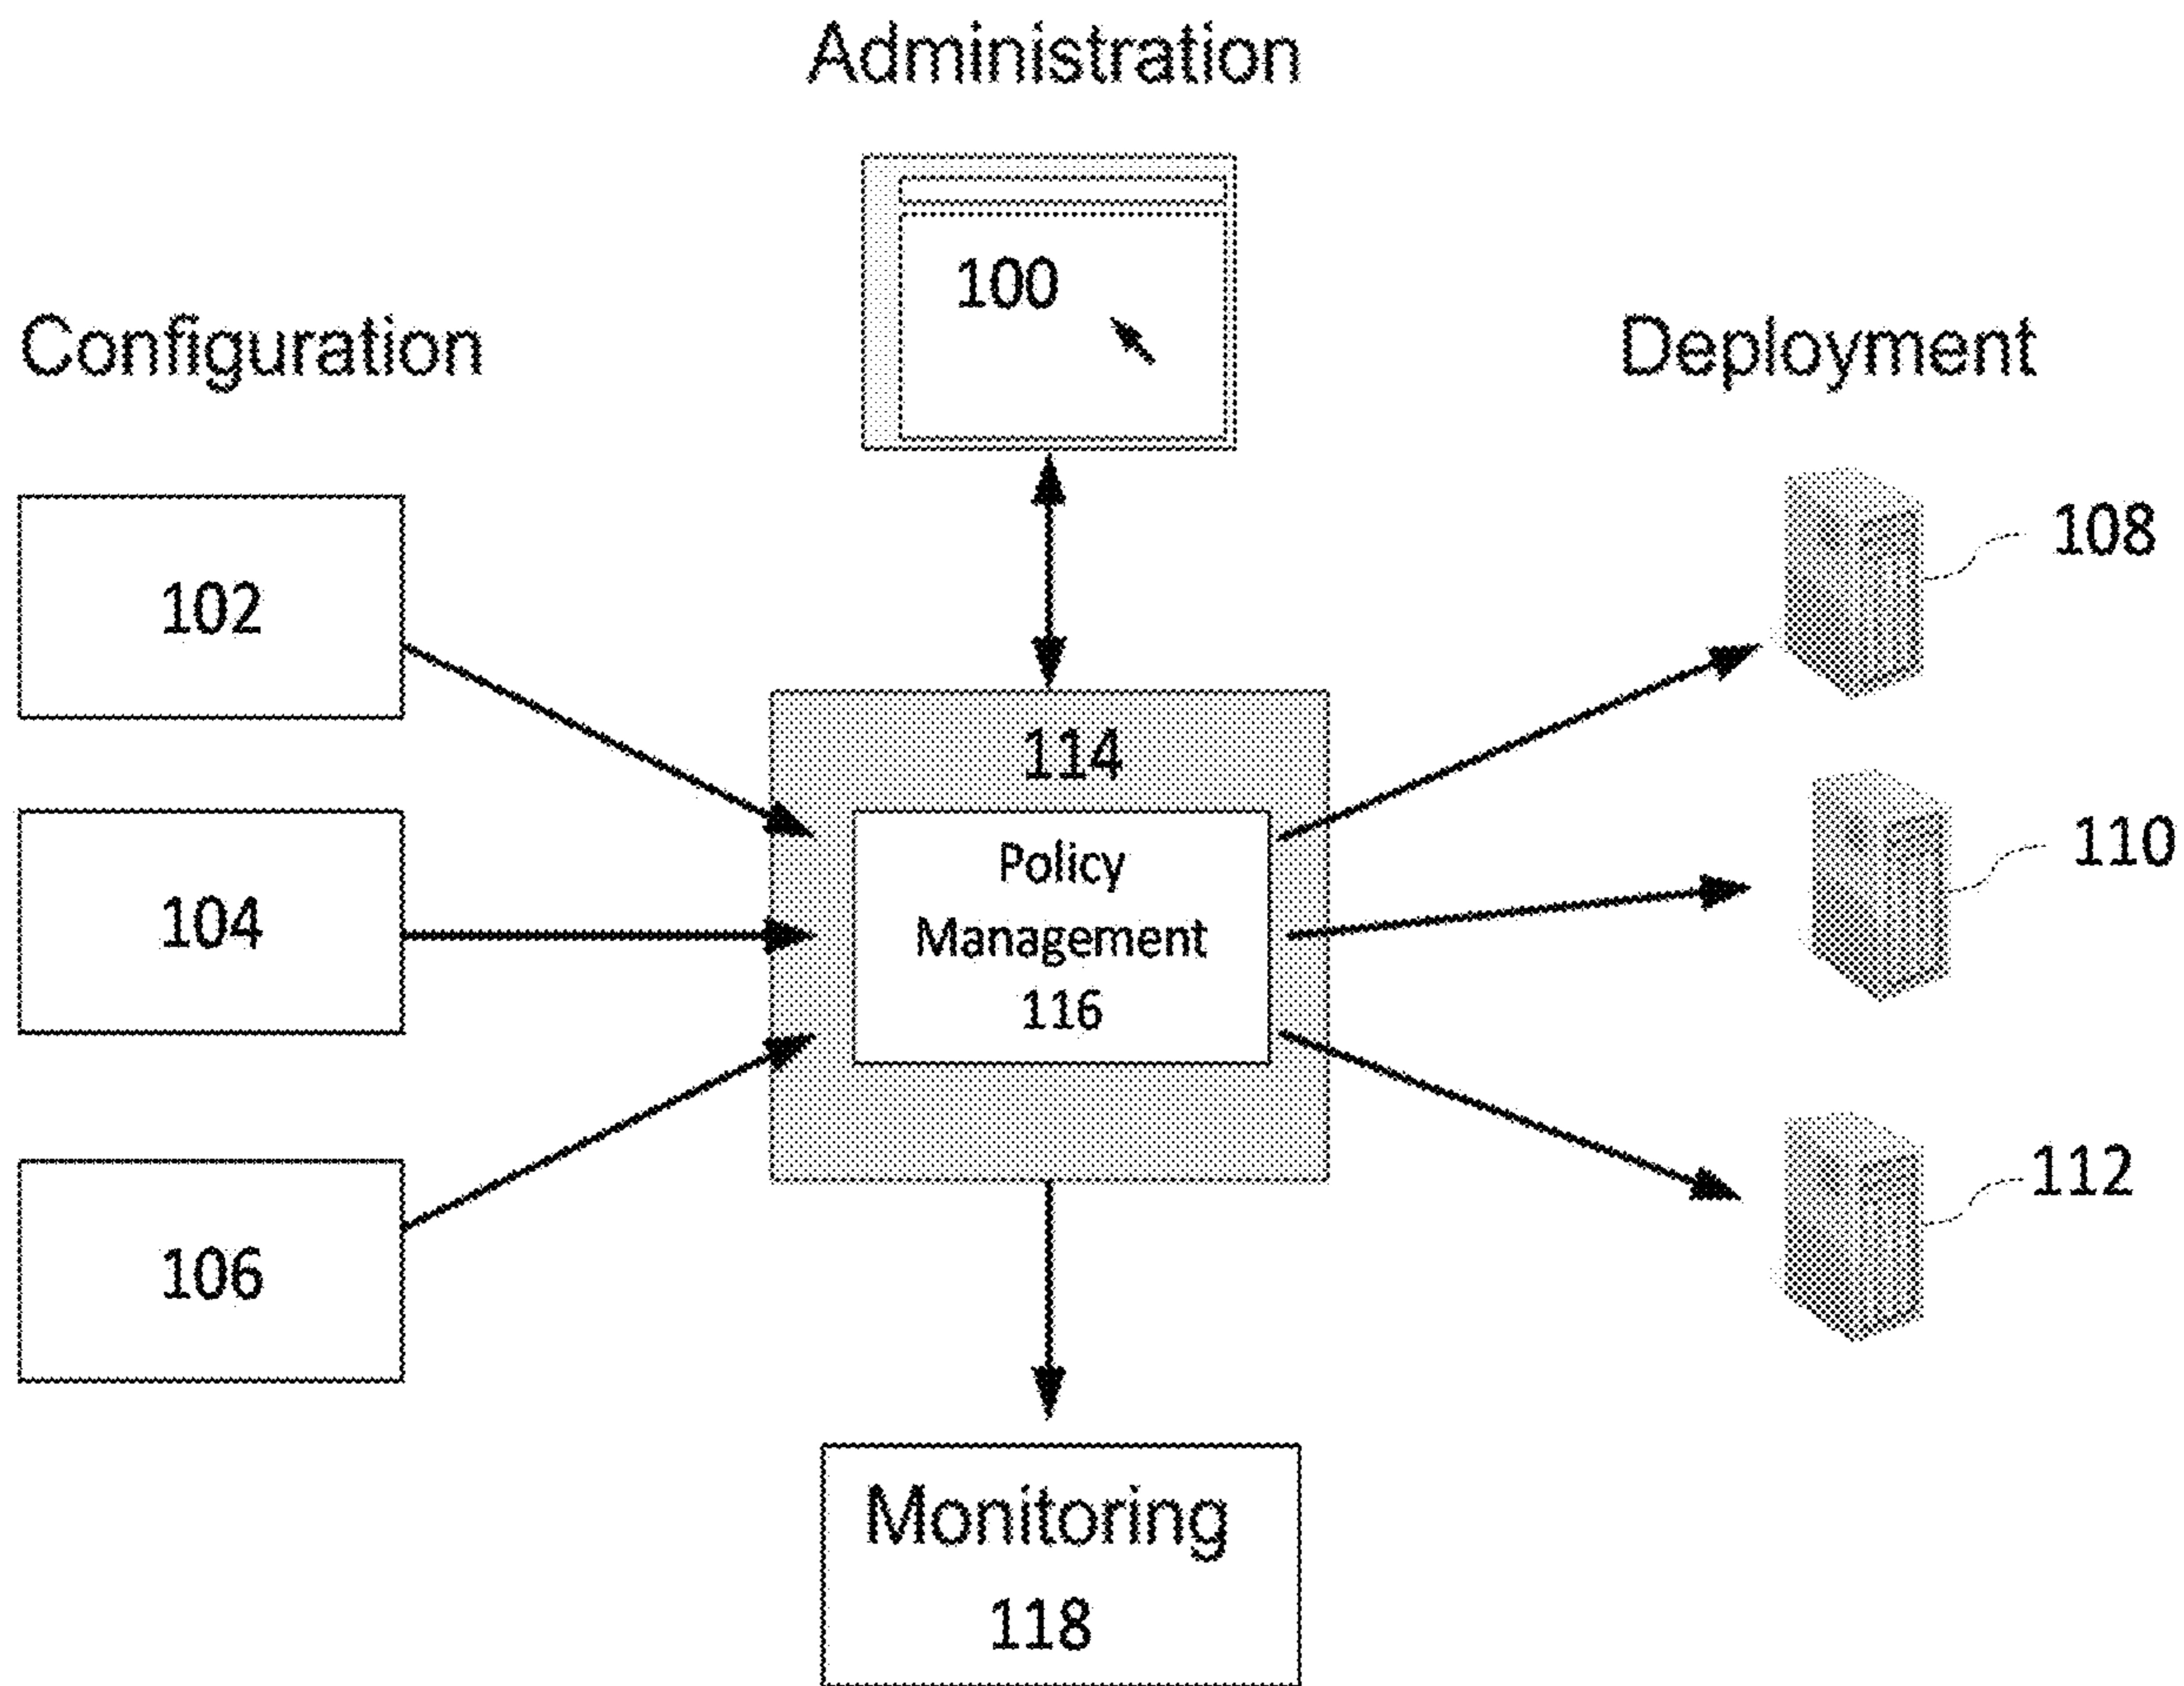 Administration
100
Configuration
Deployment
102
104
106
114
Policy
Management
116
108
110
112
Monitoring
118